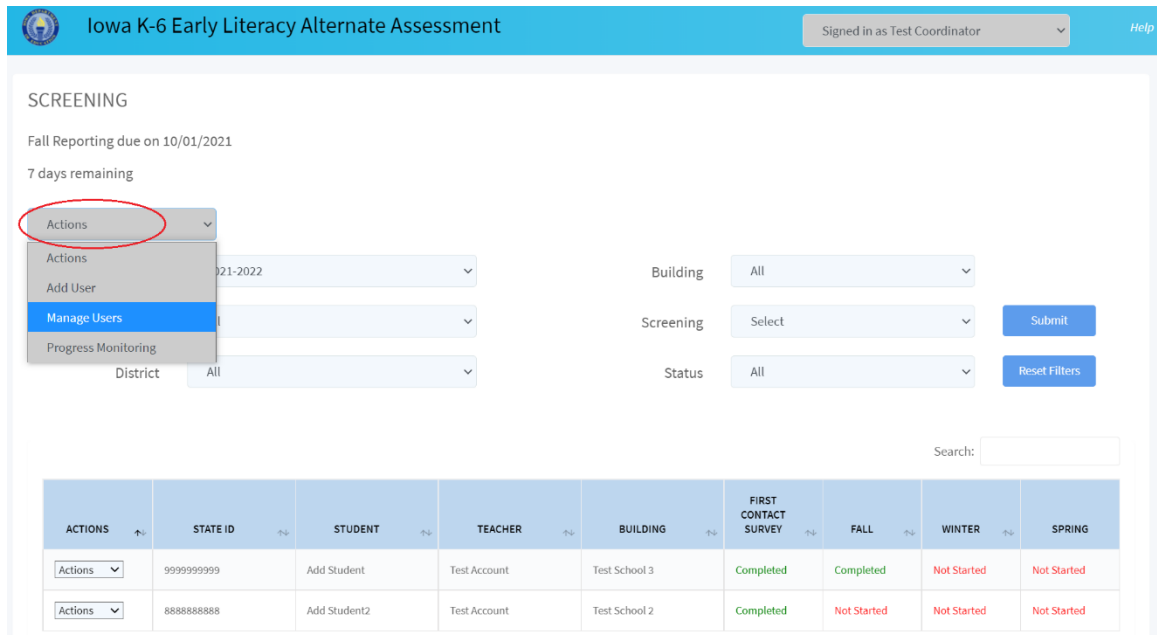 Iowa K-6 Early Literacy Alternate Assessment
Signed in as Test Coordinator
Help
SCREENING
Fall Reporting due on 10/01/2021
7 days remaining
Actions
Actions
Add User
Manage Users
Progress Monitoring
021-2022
Building
All
Screening
Select
Submit
District
All
Status
All
Reset Filters
Search:
ACTIONS STATE ID STUDENT TEACHER BUILDING FIRST CONTACT SURVEY FALL WINTER SPRING
Actions 9999999999 Add Student Test Account Test School 3 Completed Completed Not Started Not Started
Actions 8888888888 Add Student2 Test Account Test School 2 Completed Not Started Not Started Not Started